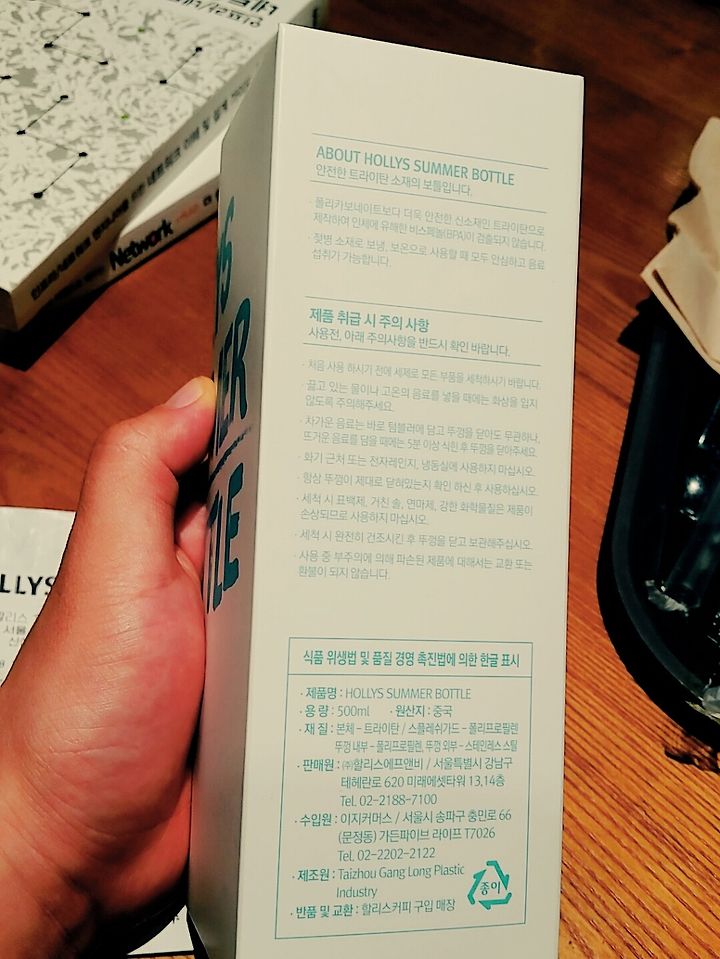 Network
ABOUT HOLLYS SUMMER BOTTLE
안전한 트라이탄 소재의 보틀입니다.
· 폴리카보네이트보다 더욱 안전한 신소재인 트라이탄으로
제작하여 인체에 유해한 비스페놀(BPA)이 검출되지 않습니다.
· 젖병 소재로 보냉, 보온으로 사용할 때 모두 안심하고 음료
섭취가 가능합니다.
제품 취급 시 주의 사항
사용전, 아래 주의사항을 반드시 확인 바랍니다.
· 처음 사용 하시기 전에 세제로 모든 부품을 세척하시기 바랍니다.
· 끓고 있는 물이나 고온의 음료를 넣을 때에는 화상을 입지
않도록 주의해주세요.
· 차가운 음료는 바로 텀블러에 담고 뚜껑을 닫아도 무관하나,
뜨거운 음료를 담을 때에는 5분 이상 식힌 후 뚜껑을 닫아주세요.
· 화기 근처 또는 전자레인지, 냉동실에 사용하지 마십시오.
· 항상 뚜껑이 제대로 닫혀있는지 확인 하신 후 사용하십시오.
· 세척 시 표백제, 거친 솔, 연마제, 강한 화학물질은 제품이
손상되므로 사용하지 마십시오.
· 세척 시 완전히 건조시킨 후 뚜껑을 닫고 보관해주십시오.
· 사용 중 부주의에 의해 파손된 제품에 대해서는 교환 또는
환불이 되지 않습니다.
식품 위생법 및 품질 경영 촉진법에 의한 한글 표시
· 제품명 : HOLLYS SUMMER BOTTLE
· 용 량 : 500ml · 원산지 : 중국
· 재 질 : 본체 – 트라이탄 / 스플레쉬가드 – 폴리프로필렌
뚜껑 내부 – 폴리프로필렌, 뚜껑 외부 – 스테인레스 스틸
· 판매원 : ㈜할리스에프앤비 / 서울특별시 강남구
테헤란로 620 미래에셋타워 13,14층
Tel. 02-2188-7100
· 수입원 : 이지커머스 / 서울시 송파구 충민로 66
(문정동) 가든파이브 라이프 T7026
Tel. 02-2202-2122
· 제조원 : Taizhou Gang Long Plastic
Industry
종이
· 반품 및 교환 : 할리스커피 구입 매장